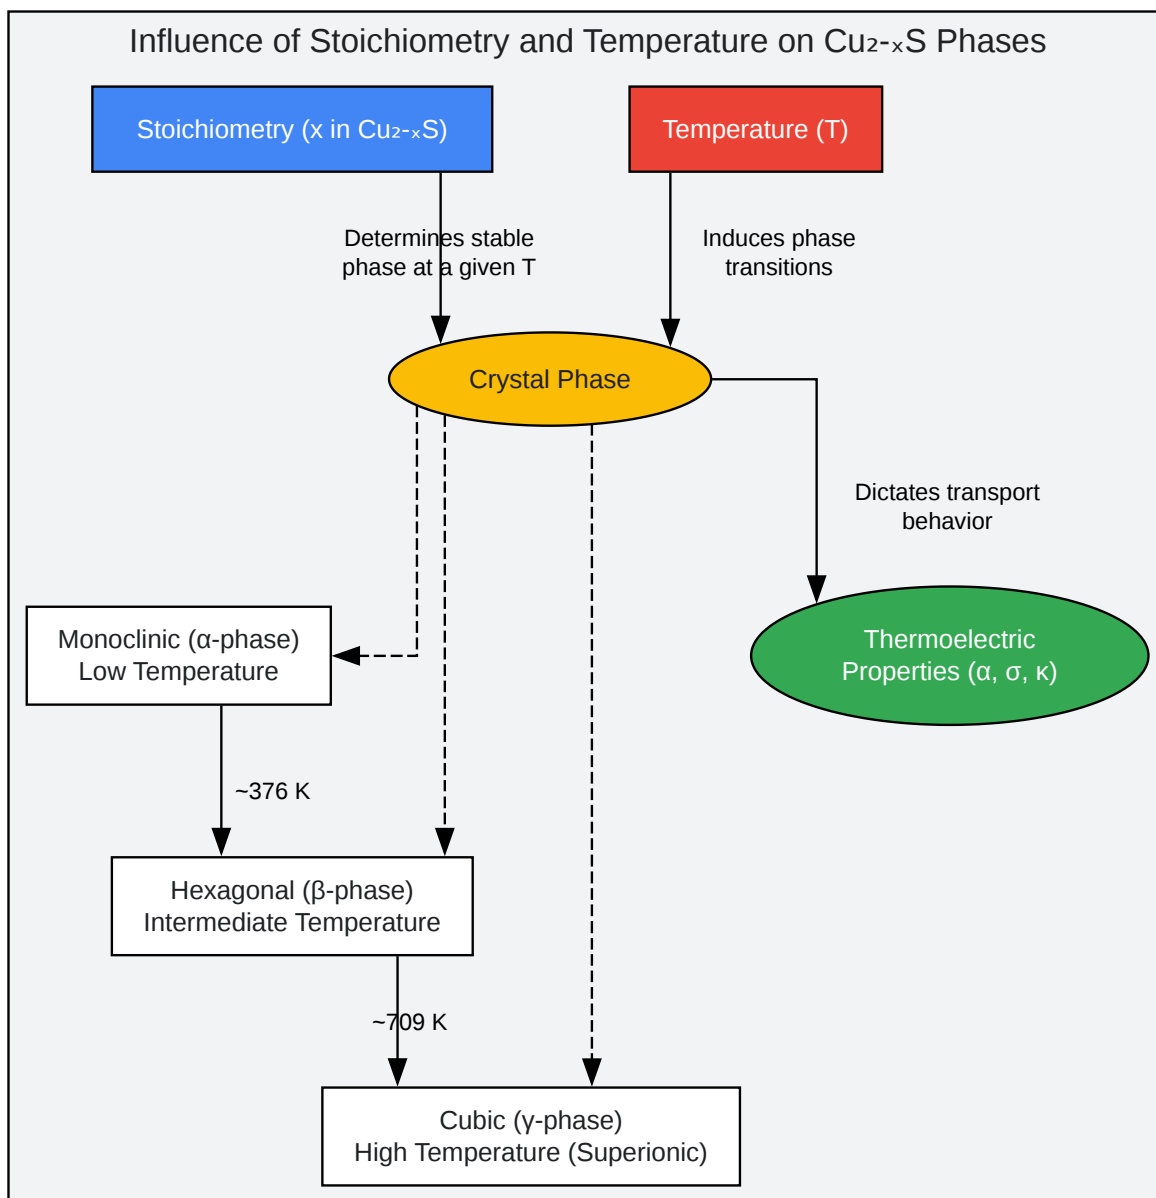 Influence of Stoichiometry and Temperature on Cu₂-ₓS Phases
Stoichiometry (x in Cu₂-ₓS)
Temperature (T)
Determines stable
phase at a given T
Induces phase
transitions
Crystal Phase
Dictates transport
behavior
Monoclinic (α-phase)
Low Temperature
Thermoelectric
Properties (α, σ, κ)
~376 K
Hexagonal (β-phase)
Intermediate Temperature
~709 K
Cubic (γ-phase)
High Temperature (Superionic)